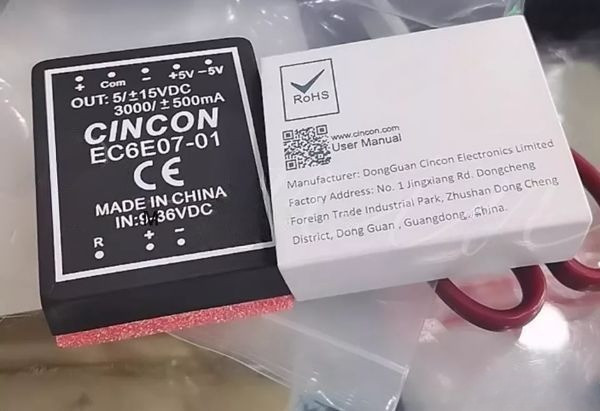 + Com − +5V −5V
OUT: 5/±15VDC
3000/±500mA
CINCON
EC6E07-01
CE
MADE IN CHINA
IN:9-36VDC
R + −
RoHS
www.cincon.com
User Manual
Manufacturer: DongGuan Cincon Electronics Limited
Factory Address: No. 1 Jingxiang Rd. Dongcheng
Foreign Trade Industrial Park, Zhushan Dong Cheng
District, Dong Guan , Guangdong , China.